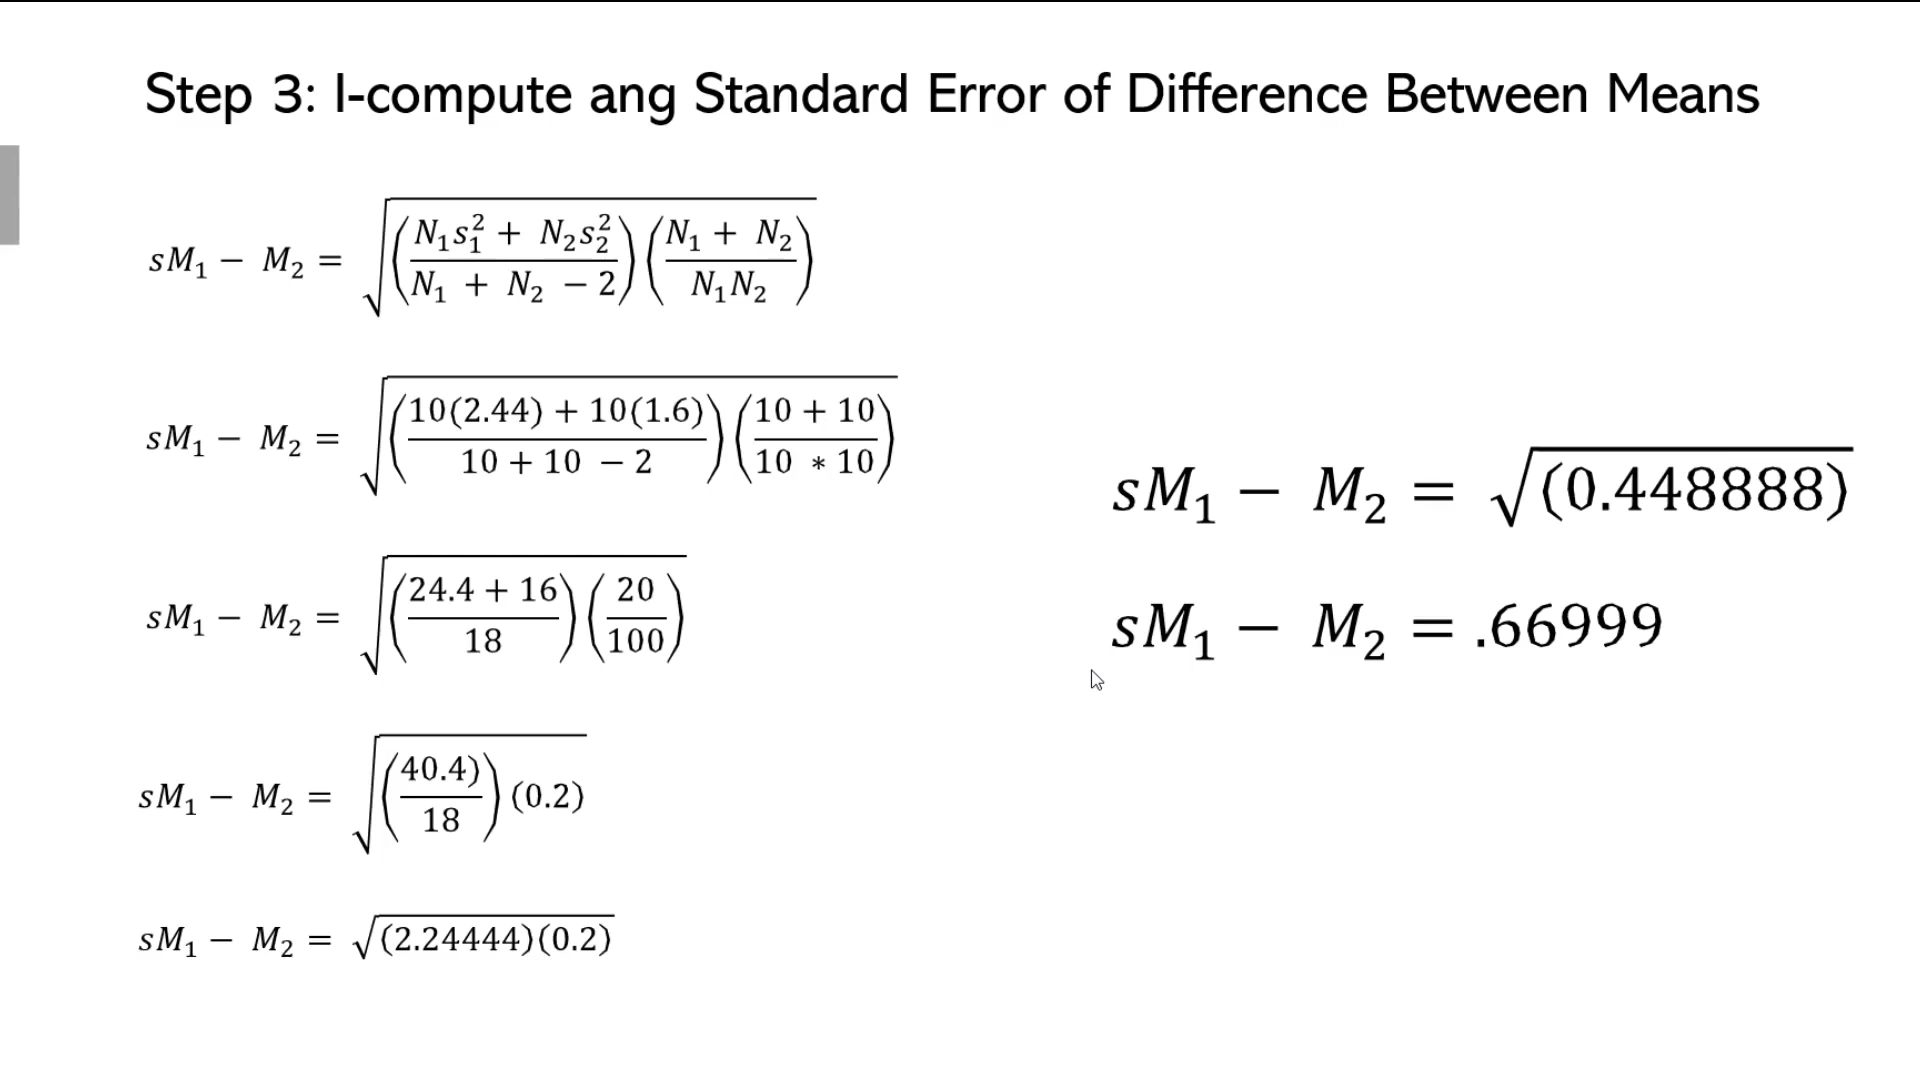 Step 3: I-compute ang Standard Error of Difference Between Means
sM₁ − M₂ = √((N₁s₁² + N₂s₂²)/(N₁ + N₂ − 2))((N₁ + N₂)/(N₁N₂))
sM₁ − M₂ = √((10(2.44) + 10(1.6))/(10 + 10 − 2))((10 + 10)/(10 * 10))
sM₁ − M₂ = √((24.4 + 16)/18)(20/100)
sM₁ − M₂ = √((40.4))/18)(0.2)
sM₁ − M₂ = √(2.24444)(0.2)
sM₁ − M₂ = √(0.448888)
sM₁ − M₂ = .66999